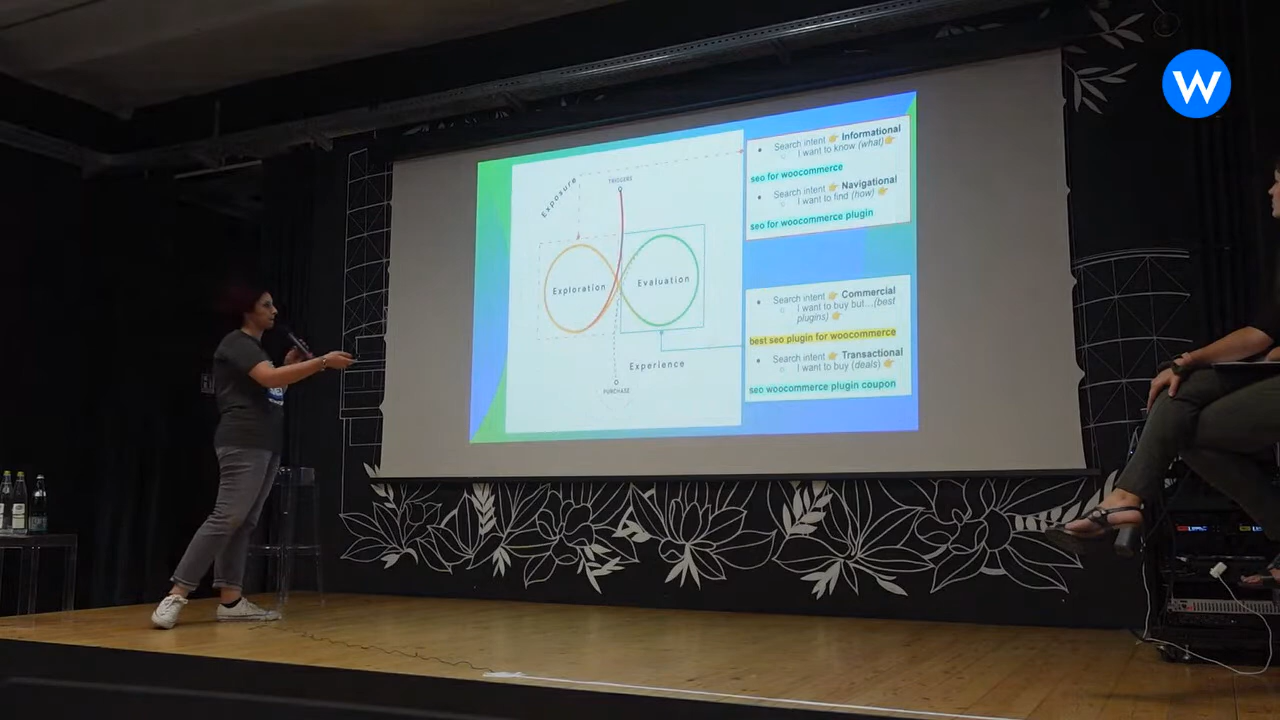 W
Exposure
TRIGGERS
Exploration
Evaluation
Experience
PURCHASE
• Search intent 👉 Informational
○ I want to know (what)👉
seo for woocommerce
• Search intent 👉 Navigational
○ I want to find (how) 👉
seo for woocommerce plugin
• Search intent 👉 Commercial
○ I want to buy but...(best
plugins) 👉
best seo plugin for woocommerce
• Search intent 👉 Transactional
○ I want to buy (deals) 👉
seo woocommerce plugin coupon